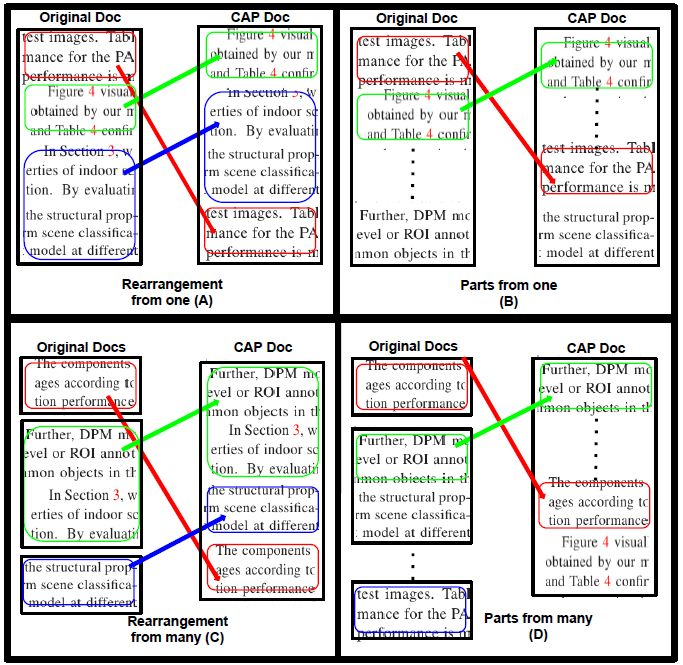 Original Doc
test images. Tabl
mance for the PA
performance is m
Figure 4 visual
obtained by our m
and Table 4 confir
In Section 3, w
erties of indoor s
tion. By evaluati
the structural prop-
rm scene classifica-
model at different
CAP Doc
Figure 4 visual
obtained by our m
and Table 4 confir
In Section 3, w
erties of indoor sc
tion. By evaluati
the structural prop-
rm scene classifica-
model at different
test images. Tabl
mance for the PA
performance is m
Rearrangement
from one (A)
Original Doc
test images. Tabl
mance for the PA
performance is m
Figure 4 visual
obtained by our m
and Table 4 confir
Further, DPM mo
evel or ROI annot
nmon objects in th
CAP Doc
Figure 4 visual
obtained by our m
and Table 4 confir
test images. Tabl
mance for the PA
performance is m
the structural prop-
rm scene classifica-
model at different
Parts from one
(B)
Original Docs
The components
ages according to
tion performance
Further, DPM m
evel or ROI annot
nmon objects in th
In Section 3, w
erties of indoor sc
tion. By evaluati
the structural prop-
rm scene classifica-
model at different
CAP Doc
Further, DPM mo
evel or ROI annot
nmon objects in th
In Section 3, w
erties of indoor sc
tion. By evaluati
the structural prop-
rm scene classifica-
model at different
The components
ages according to
tion performance
Rearrangement
from many (C)
Original Docs
The components
ages according to
tion performance
Further, DPM mo
evel or ROI annot
nmon objects in th
the structural prop-
rm scene classifica-
model at different
test images. Tabl
mance for the PA
performance is m
CAP Doc
Further, DPM mo
evel or ROI annot
mon objects in th
The components
ages according to
tion performance
Figure 4 visual
obtained by our m
and Table 4 confir
Parts from many
(D)